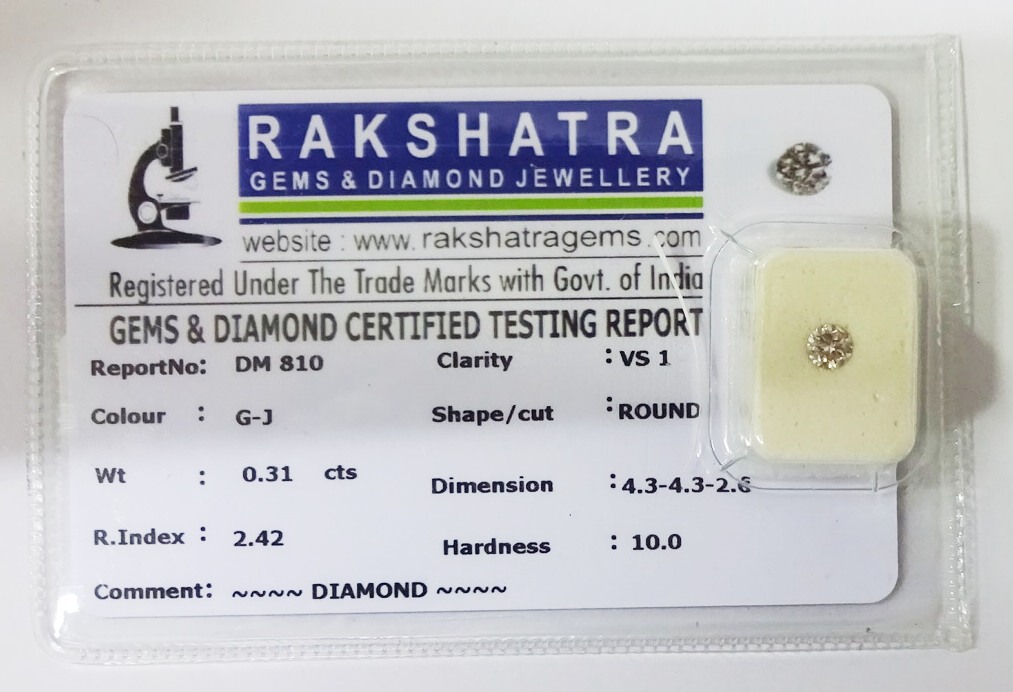 RAKSHATRA
GEMS & DIAMOND JEWELLERY
website : www.rakshatragems.com
Registered Under The Trade Marks with Govt. of India
GEMS & DIAMOND CERTIFIED TESTING REPORT
ReportNo: DM 810 Clarity : VS 1
Colour : G-J Shape/cut : ROUND
Wt : 0.31 cts Dimension : 4.3-4.3-2.6
R.Index : 2.42 Hardness : 10.0
Comment: ~~~~ DIAMOND ~~~~